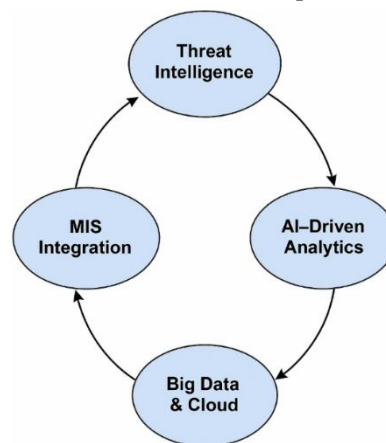 Threat
Intelligence
AI–Driven
Analytics
Big Data
& Cloud
MIS
Integration